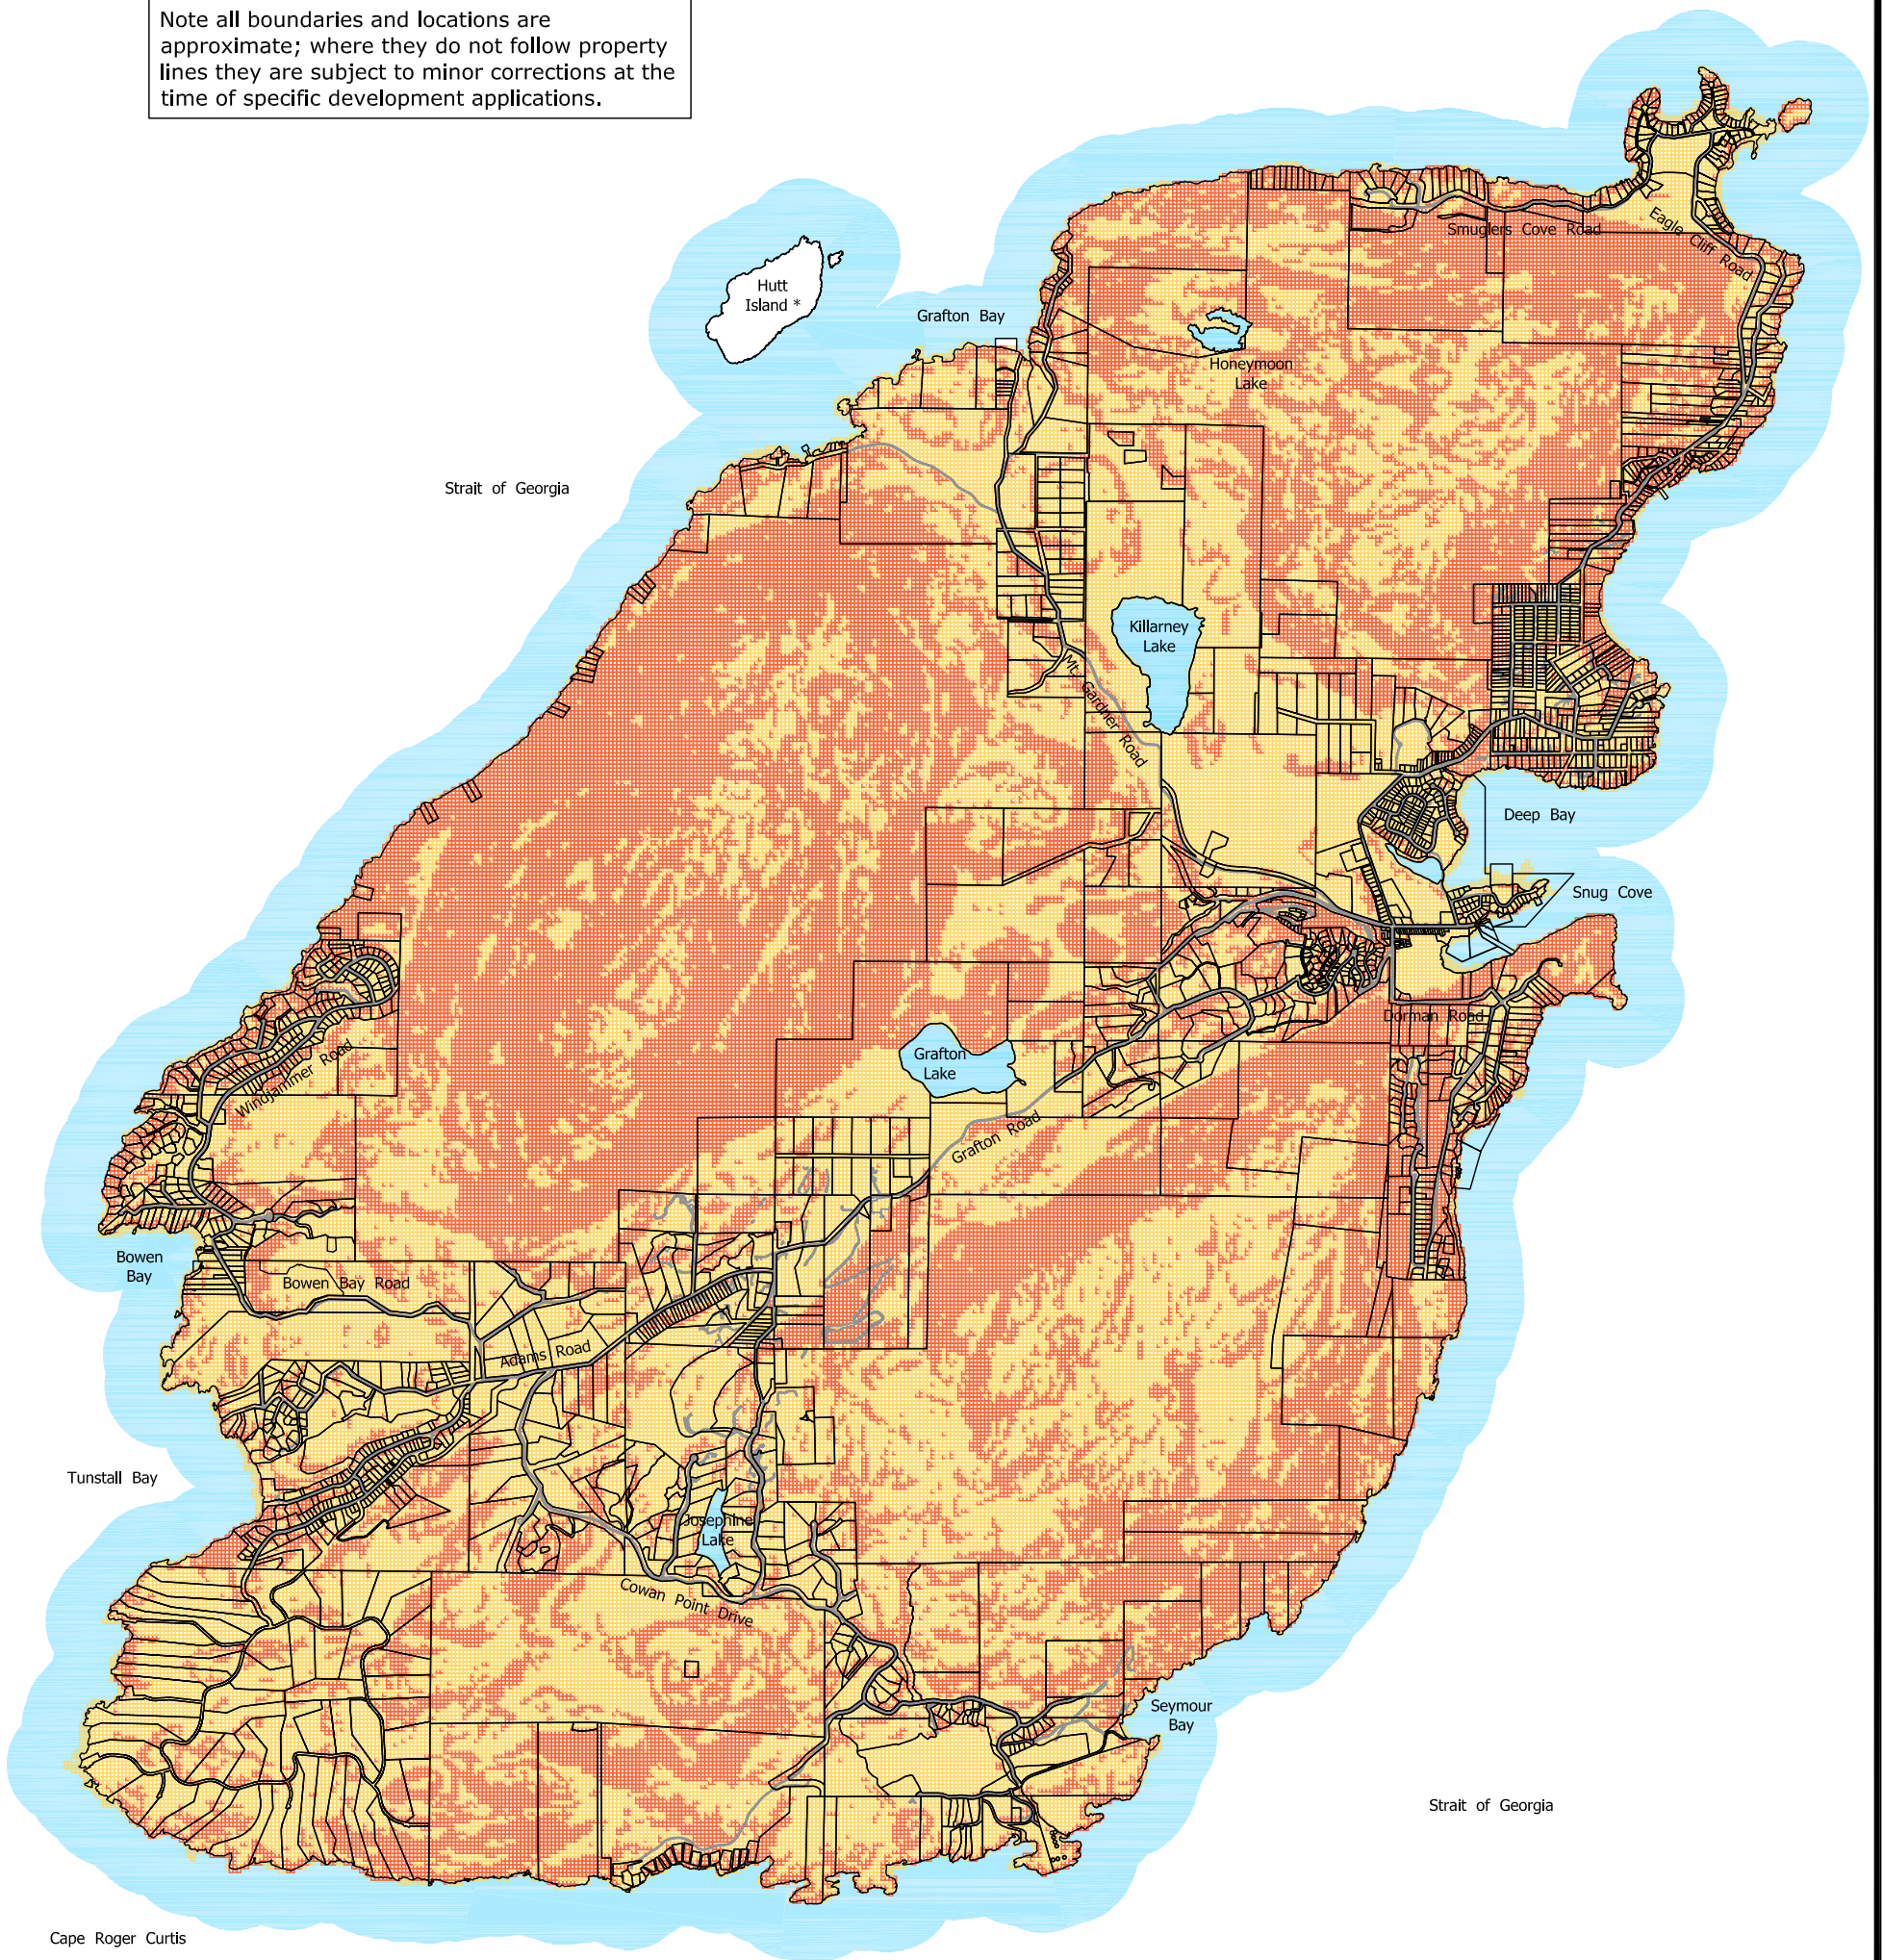 Note all boundaries and locations are
approximate; where they do not follow property
lines they are subject to minor corrections at the
time of specific development applications.
Smuglers Cove Road
Eagle Cliff Road
Hutt
Island *
Grafton Bay
Honeymoon
Lake
Strait of Georgia
Killarney
Lake
Mt. Gardner Road
Deep Bay
Snug Cove
Dorman Road
Grafton
Lake
Windjammer Road
Grafton Road
Bowen
Bay
Bowen Bay Road
Adams Road
Tunstall Bay
Josephine
Lake
Cowan Point Drive
Seymour
Bay
Strait of Georgia
Cape Roger Curtis